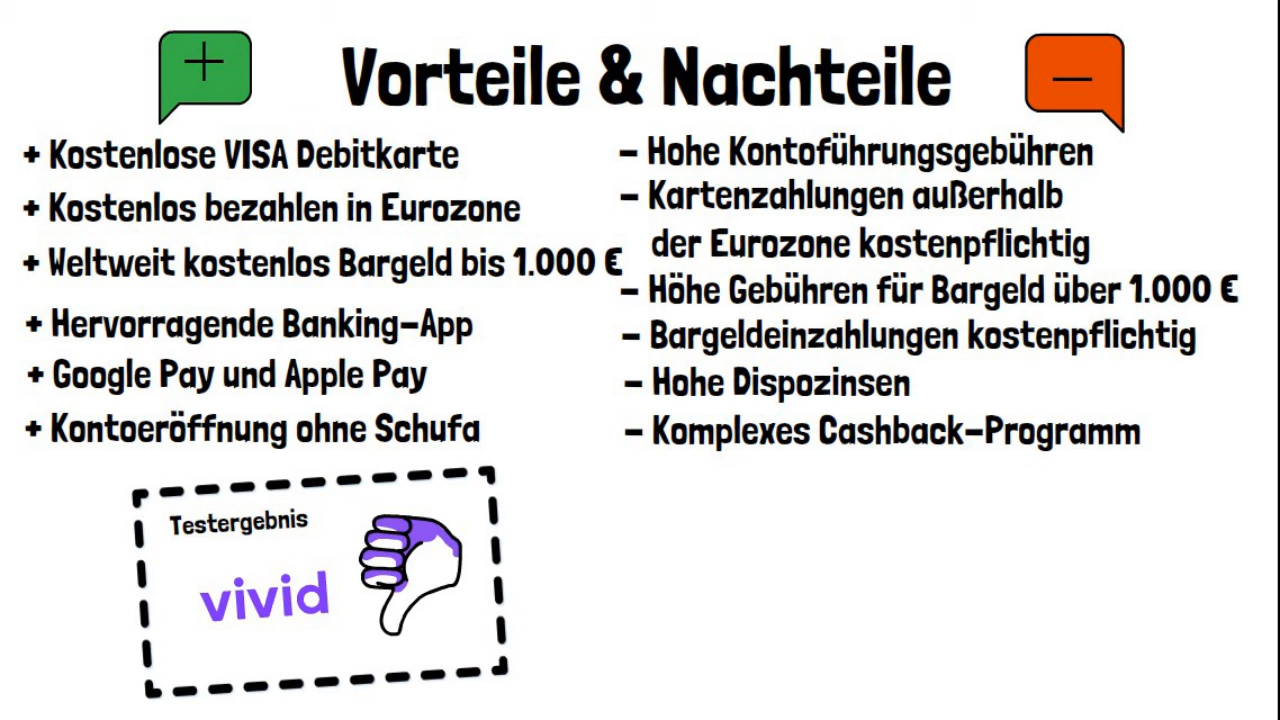 Vorteile & Nachteile
+ Kostenlose VISA Debitkarte
+ Kostenlos bezahlen in Eurozone
+ Weltweit kostenlos Bargeld bis 1.000 €
+ Hervorragende Banking-App
+ Google Pay und Apple Pay
+ Kontoeröffnung ohne Schufa
- Hohe Kontoführungsgebühren
- Kartenzahlungen außerhalb
der Eurozone kostenpflichtig
- Höhe Gebühren für Bargeld über 1.000 €
- Bargeldeinzahlungen kostenpflichtig
- Hohe Dispozinsen
- Komplexes Cashback-Programm
Testergebnis
vivid